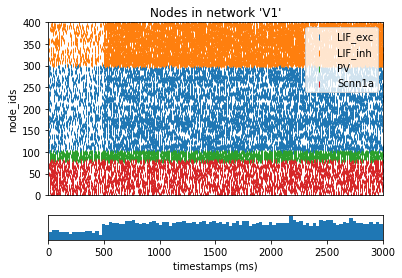 Nodes in network 'V1'
400
350
300
250
200
150
100
50
0
node_ids
LIF_exc
LIF_inh
PV
Scnn1a
0 500 1000 1500 2000 2500 3000
timestamps (ms)